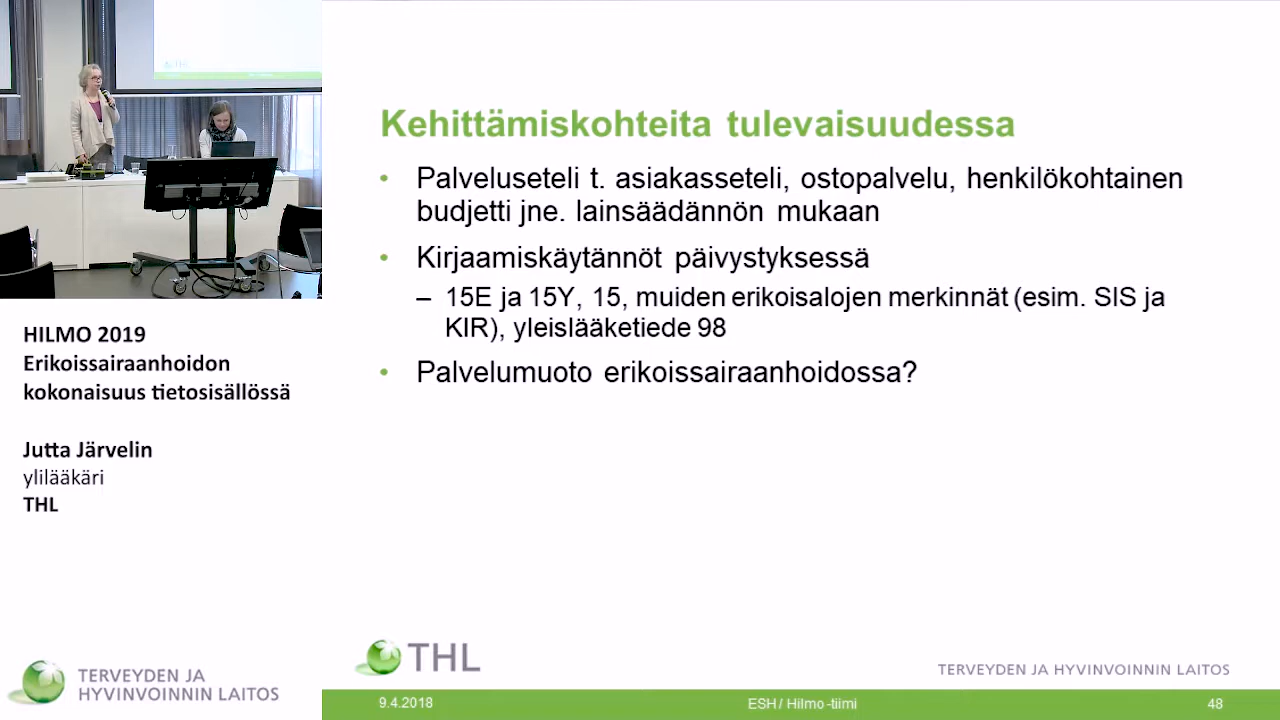 Kehittämiskohteita tulevaisuudessa
• Palveluseteli t. asiakasseteli, ostopalvelu, henkilökohtainen
budjetti jne. lainsäädännön mukaan
• Kirjaamiskäytännöt päivystyksessä
– 15E ja 15Y, 15, muiden erikoisalojen merkinnät (esim. SIS ja
KIR), yleislääketiede 98
• Palvelumuoto erikoissairaanhoidossa?
HILMO 2019
Erikoissairaanhoidon
kokonaisuus tietosisällössä
Jutta Järvelin
ylilääkäri
THL
TERVEYDEN JA
HYVINVOINNIN LAITOS
THL
TERVEYDEN JA HYVINVOINNIN LAITOS
9.4.2018
ESH / Hilmo -tiimi
48